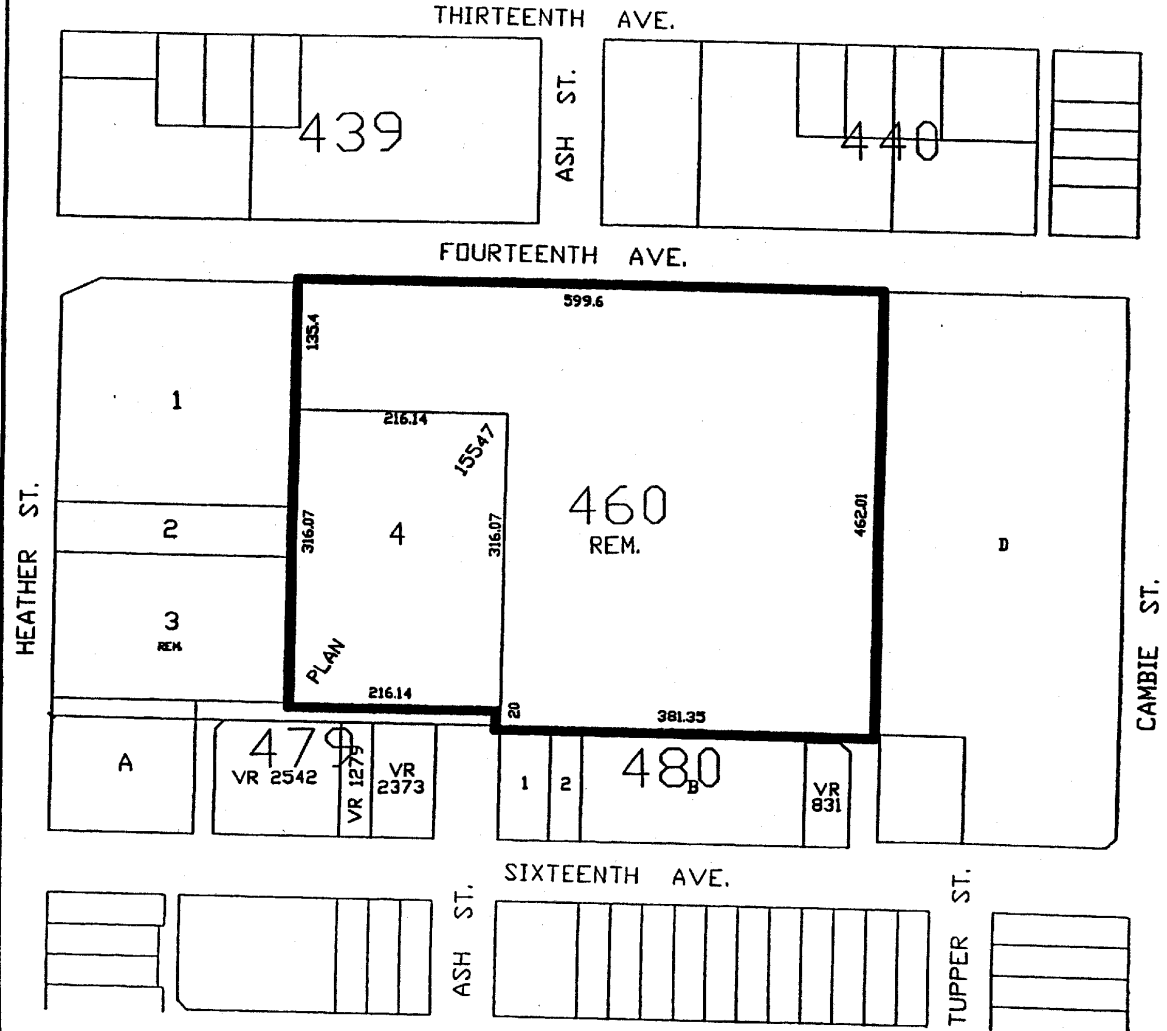 THIRTEENTH AVE.
439
ASH ST.
440
FOURTEENTH AVE.
599.6
135.4
1
216.14
15547
HEATHER ST.
2
316.07
4
316.07
460
REM.
462.01
D
3
REM.
PLAN
216.14
20
381.35
CAMBIE ST.
A
479
VR 2542
VR 1279
VR
2373
1
2
480
B
VR
831
SIXTEENTH AVE.
ASH ST.
TUPPER ST.